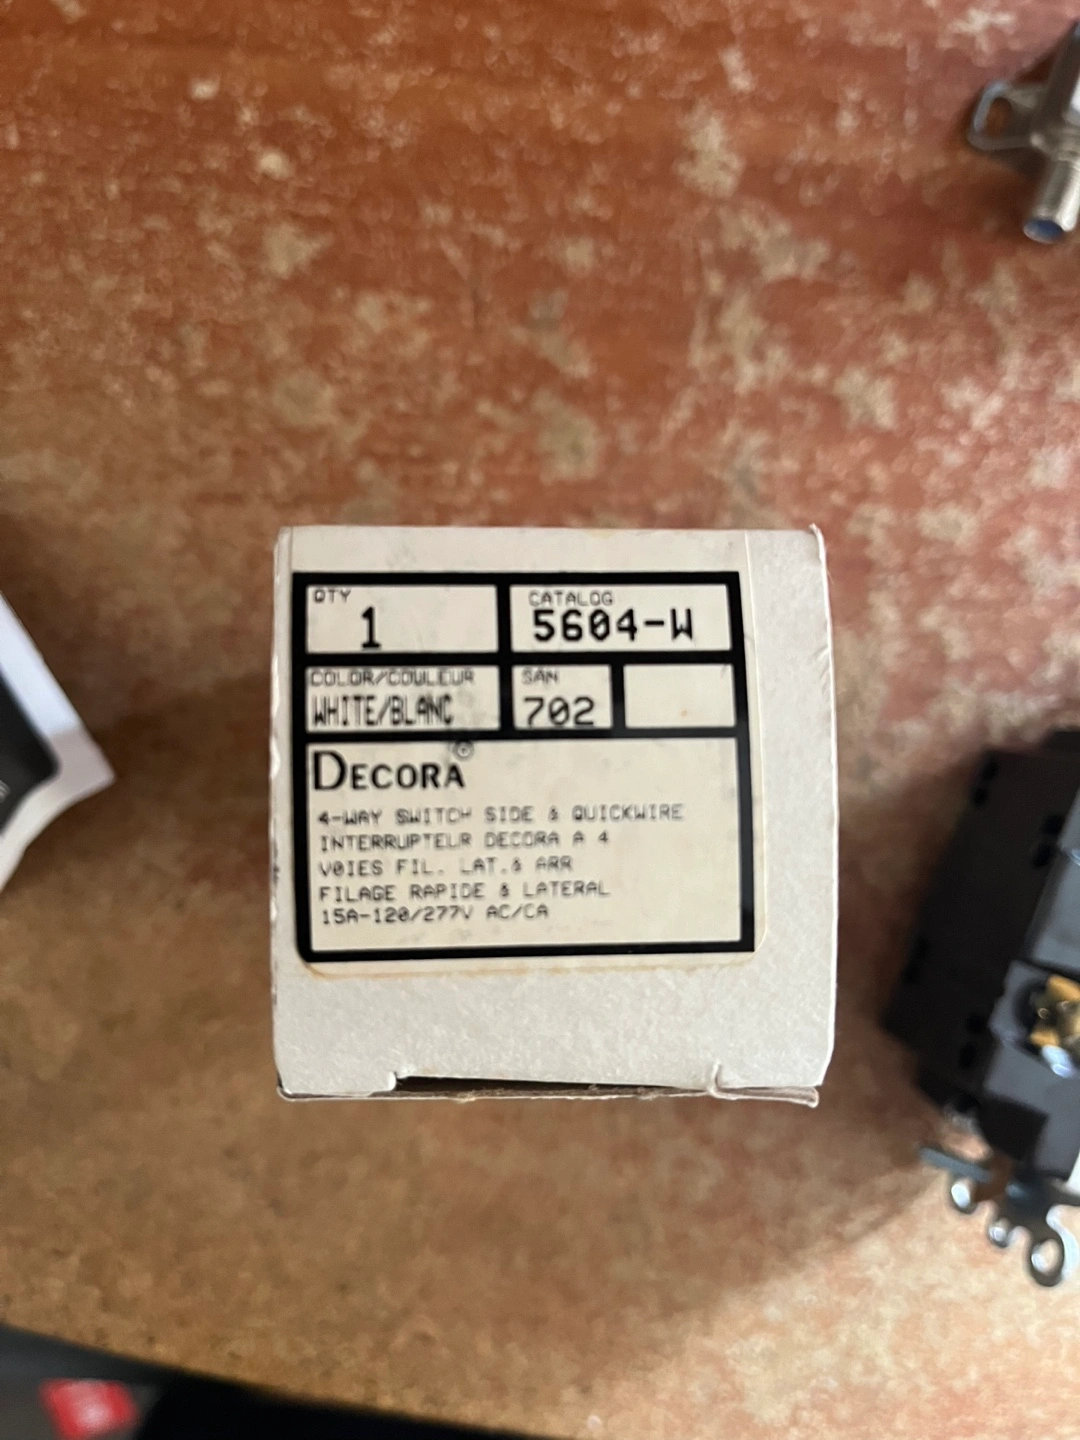 QTY
1
CATALOG
5604-W
COLOR/COULEUR
WHITE/BLANC
SAN
702
DECORA®
4-WAY SWITCH SIDE & QUICKWIRE
INTERRUPTEUR DECORA A 4
VOIES FIL. LAT.& ARR
FILAGE RAPIDE & LATERAL
15A-120/277V AC/CA